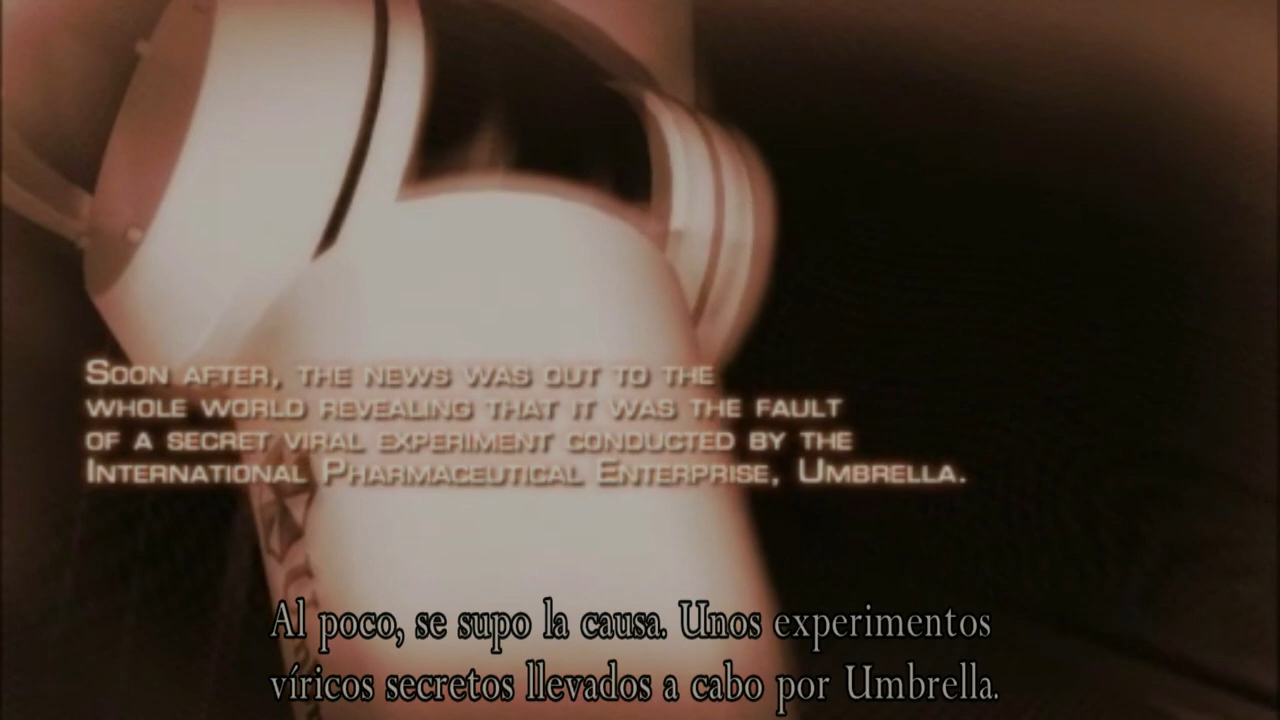 Soon after, the news was out to the
whole world revealing that it was the fault
of a secret viral experiment conducted by the
International Pharmaceutical Enterprise, Umbrella.
Al poco, se supo la causa. Unos experimentos
víricos secretos llevados a cabo por Umbrella.